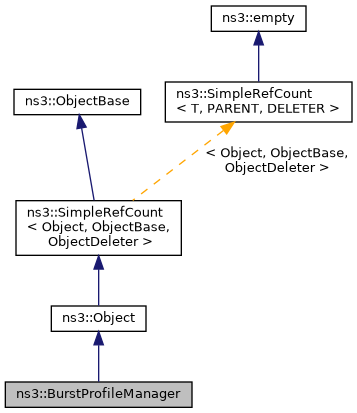 ns3::empty
ns3::ObjectBase
ns3::SimpleRefCount
< T, PARENT, DELETER >
< Object, ObjectBase,
ObjectDeleter >
ns3::SimpleRefCount
< Object, ObjectBase,
ObjectDeleter >
ns3::Object
ns3::BurstProfileManager